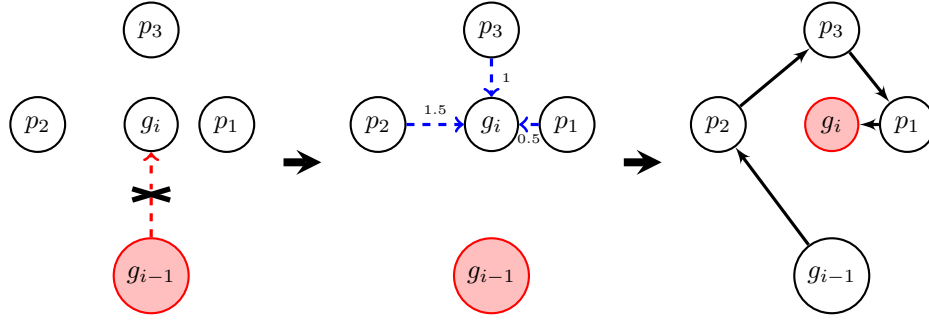 p₃
p₂ gᵢ p₁
gᵢ₋₁
p₃
1
1.5
p₂ gᵢ p₁
0.5
gᵢ₋₁
p₃
p₂ gᵢ p₁
gᵢ₋₁